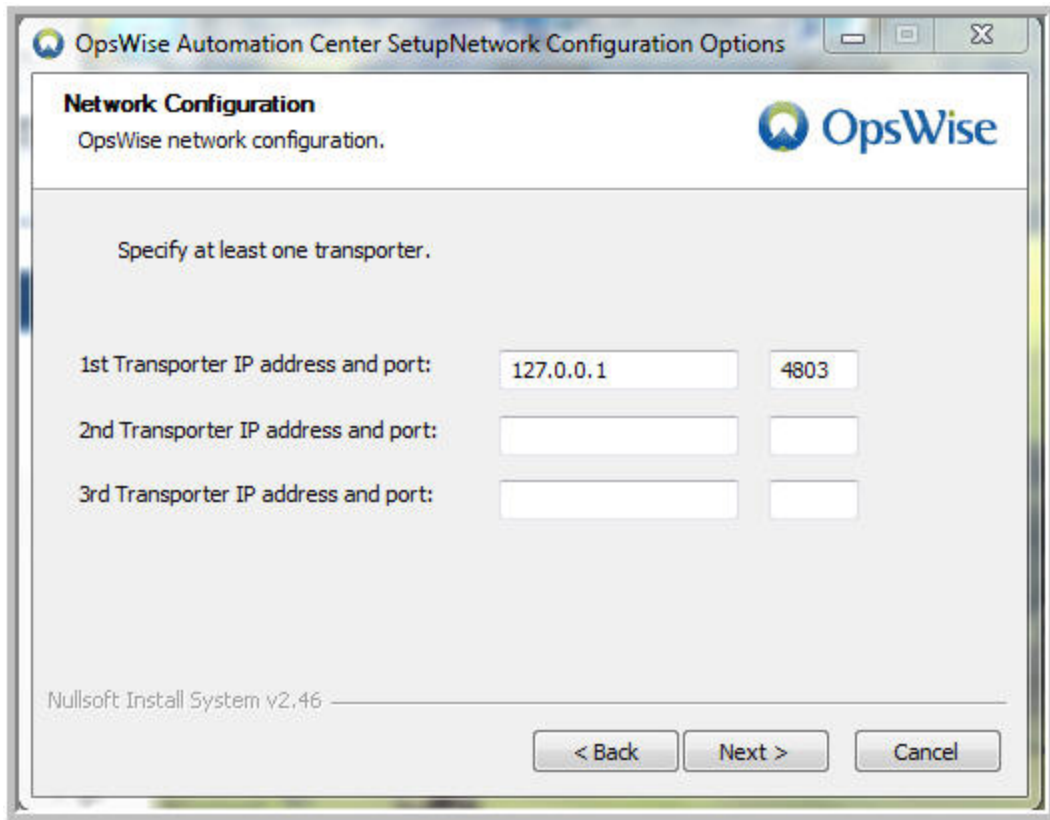 OpsWise Automation Center SetupNetwork Configuration Options
Network Configuration
OpsWise network configuration.
OpsWise
Specify at least one transporter.
1st Transporter IP address and port: 127.0.0.1 4803
2nd Transporter IP address and port:
3rd Transporter IP address and port:
Nullsoft Install System v2.46
< Back Next > Cancel